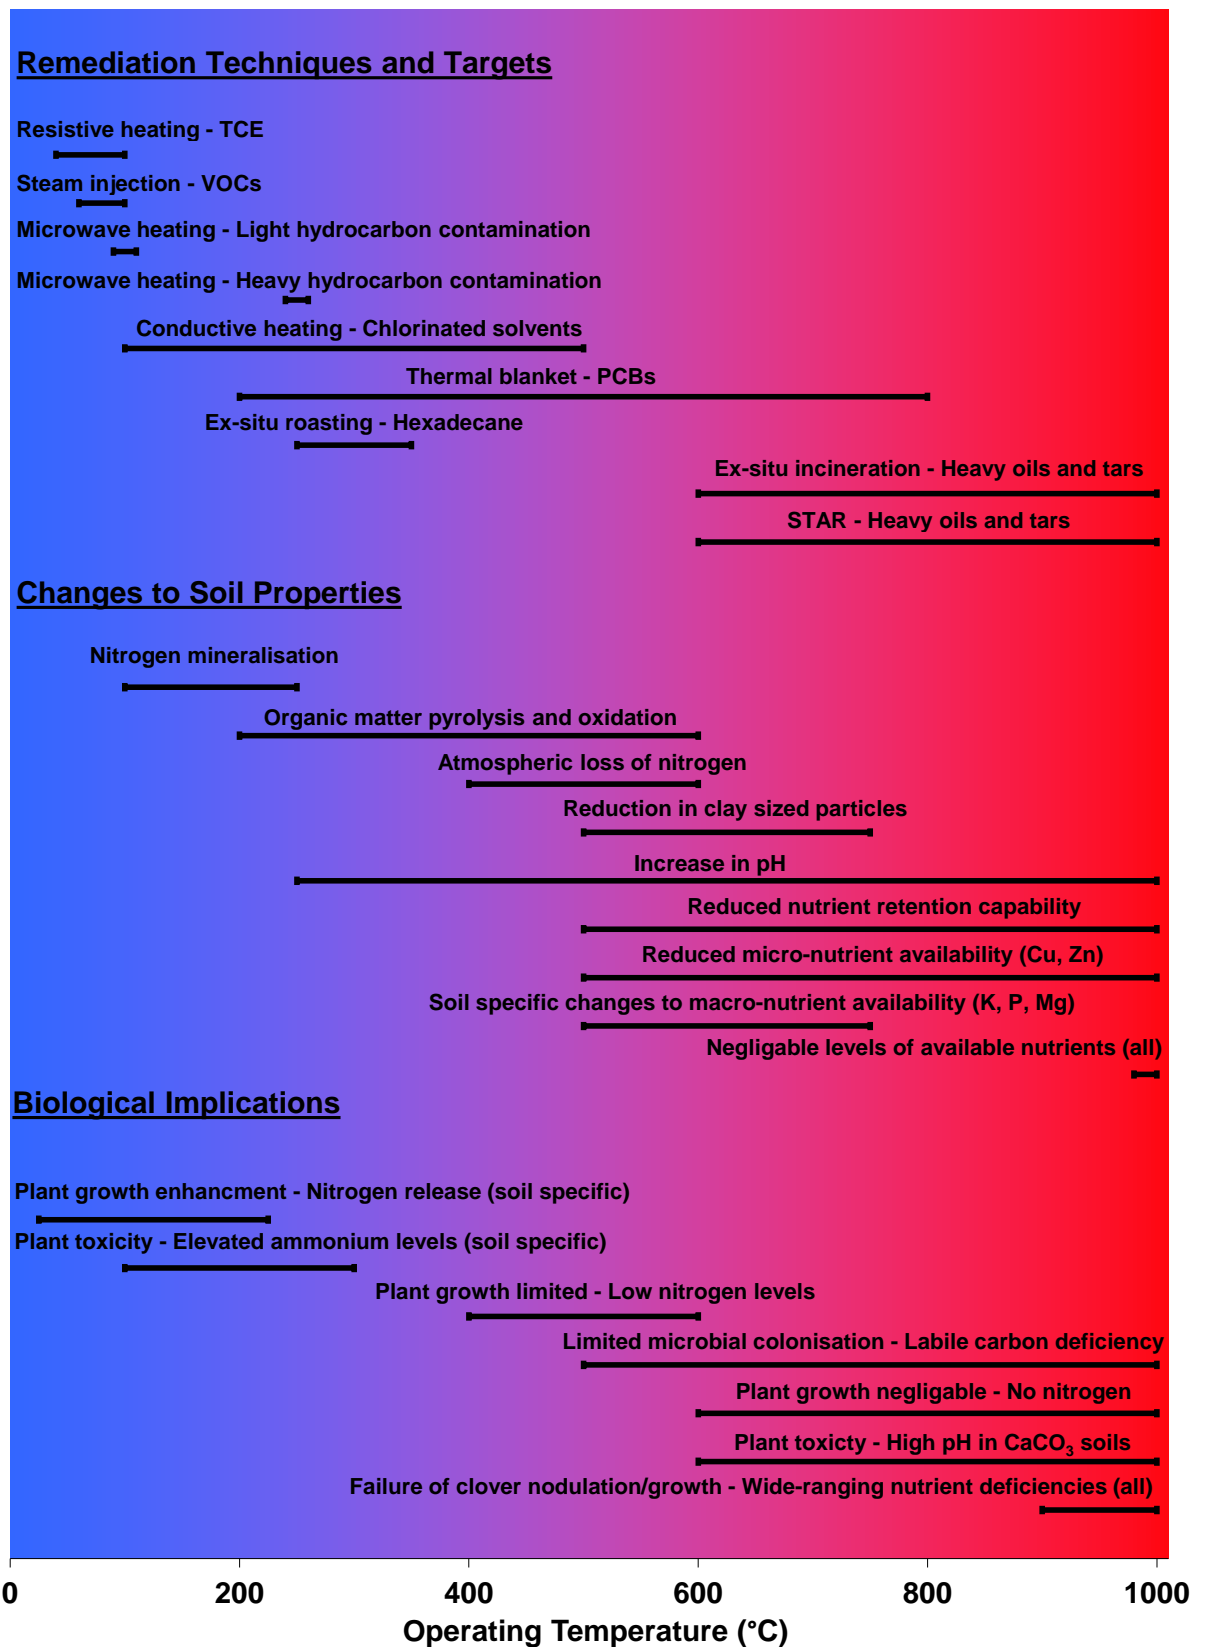 Remediation Techniques and Targets
Resistive heating - TCE
Steam injection - VOCs
Microwave heating - Light hydrocarbon contamination
Microwave heating - Heavy hydrocarbon contamination
Conductive heating - Chlorinated solvents
Thermal blanket - PCBs
Ex-situ roasting - Hexadecane
Ex-situ incineration - Heavy oils and tars
STAR - Heavy oils and tars
Changes to Soil Properties
Nitrogen mineralisation
Organic matter pyrolysis and oxidation
Atmospheric loss of nitrogen
Reduction in clay sized particles
Increase in pH
Reduced nutrient retention capability
Reduced micro-nutrient availability (Cu, Zn)
Soil specific changes to macro-nutrient availability (K, P, Mg)
Negligable levels of available nutrients (all)
Biological Implications
Plant growth enhancment - Nitrogen release (soil specific)
Plant toxicity - Elevated ammonium levels (soil specific)
Plant growth limited - Low nitrogen levels
Limited microbial colonisation - Labile carbon deficiency
Plant growth negligable - No nitrogen
Plant toxicty - High pH in CaCO₃ soils
Failure of clover nodulation/growth - Wide-ranging nutrient deficiencies (all)
0 200 400 600 800 1000
Operating Temperature (°C)